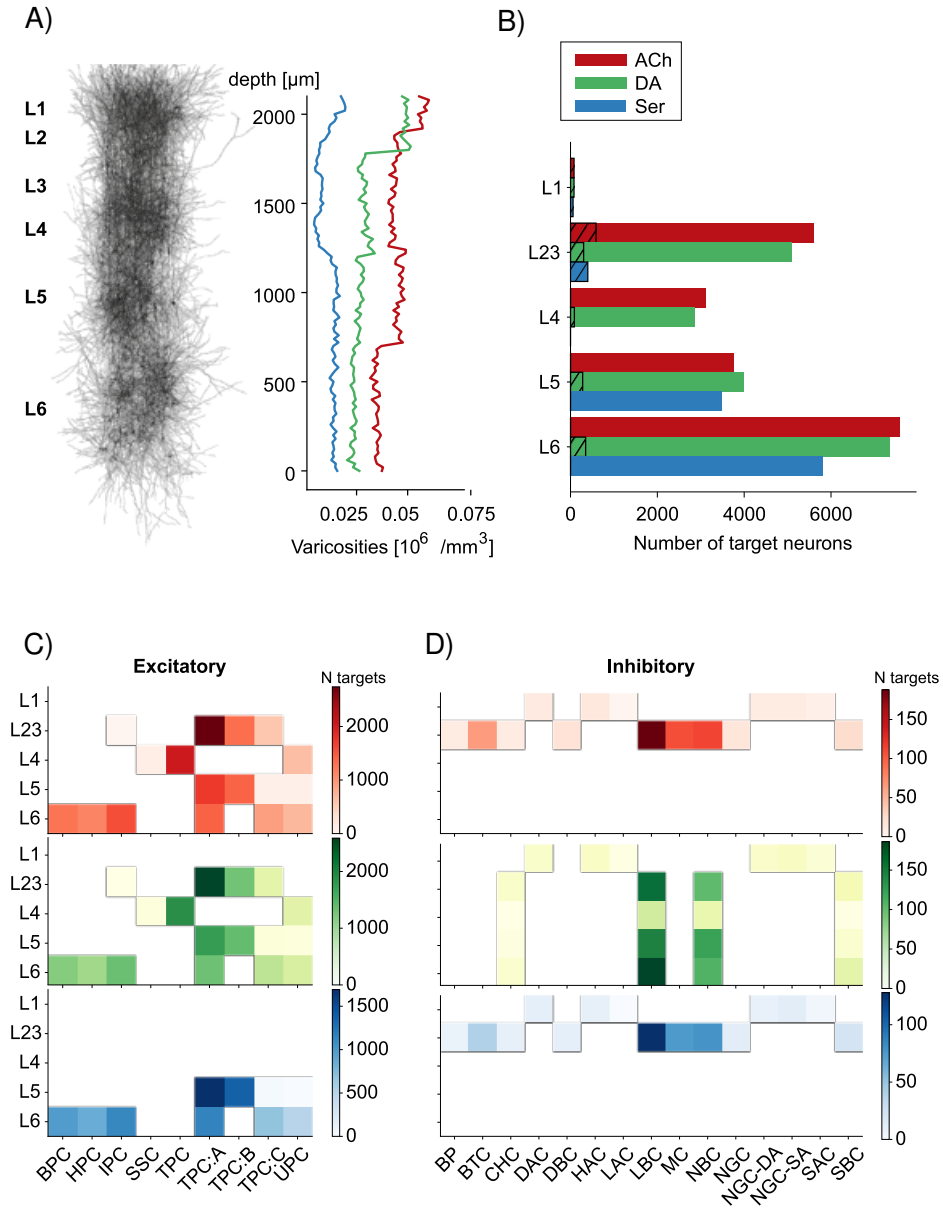 A)
B)
depth [µm]
L1
L2
L3
L4
L5
L6
2000
1500
1000
500
0
0.025 0.05 0.075
Varicosities [10^6 /mm^3]
ACh
DA
Ser
L1
L23
L4
L5
L6
0 2000 4000 6000
Number of target neurons
C)
Excitatory
N targets
L1
L23
L4
L5
L6
2000
1000
0
L1
L23
L4
L5
L6
2000
1000
0
L1
L23
L4
L5
L6
1500
1000
500
0
BPC HPC IPC SSC TPC TPC:A TPC:B TPC:C UPC
D)
Inhibitory
N targets
150
100
50
0
150
100
50
0
100
50
0
BP BTC CHC DAC DBC HAC LAC LBC MC NBC NGC NGC-DA NGC-SA SAC SBC